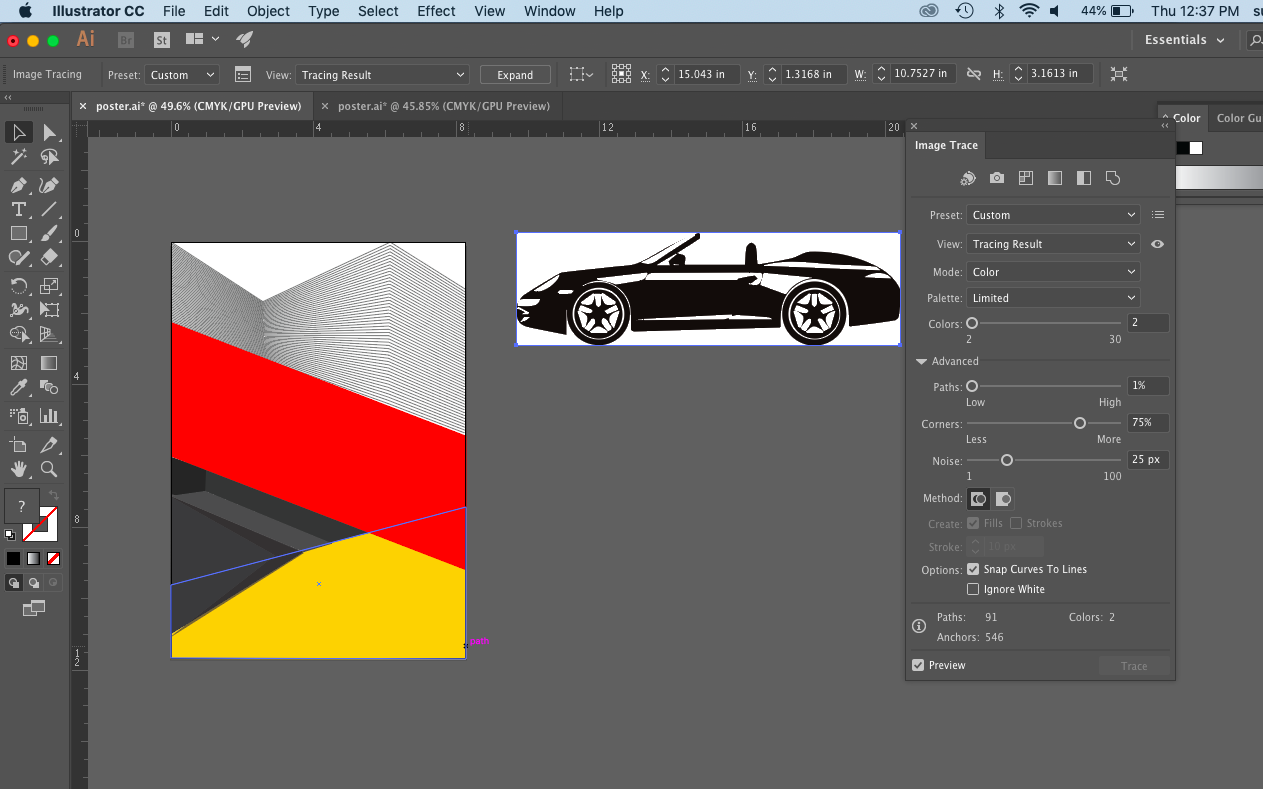 Illustrator CC File Edit Object Type Select Effect View Window Help 44% Thu 12:37 PM su
Ai Br St Essentials
Image Tracing Preset: Custom View: Tracing Result Expand X: 15.043 in Y: 1.3168 in W: 10.7527 in H: 3.1613 in
poster.ai* @ 49.6% (CMYK/GPU Preview) poster.ai* @ 45.85% (CMYK/GPU Preview)
Color Color Gu
0 4 8 12 16 20
Image Trace
Preset: Custom
View: Tracing Result
Mode: Color
Palette: Limited
Colors: 2
2 30
Advanced
Paths: 1%
Low High
Corners: 75%
Less More
Noise: 25 px
1 100
Method:
Create: Fills Strokes
Stroke: 10 px
Options: Snap Curves To Lines
Ignore White
Paths: 91 Colors: 2
Anchors: 546
Preview Trace
0
4
8
12
?